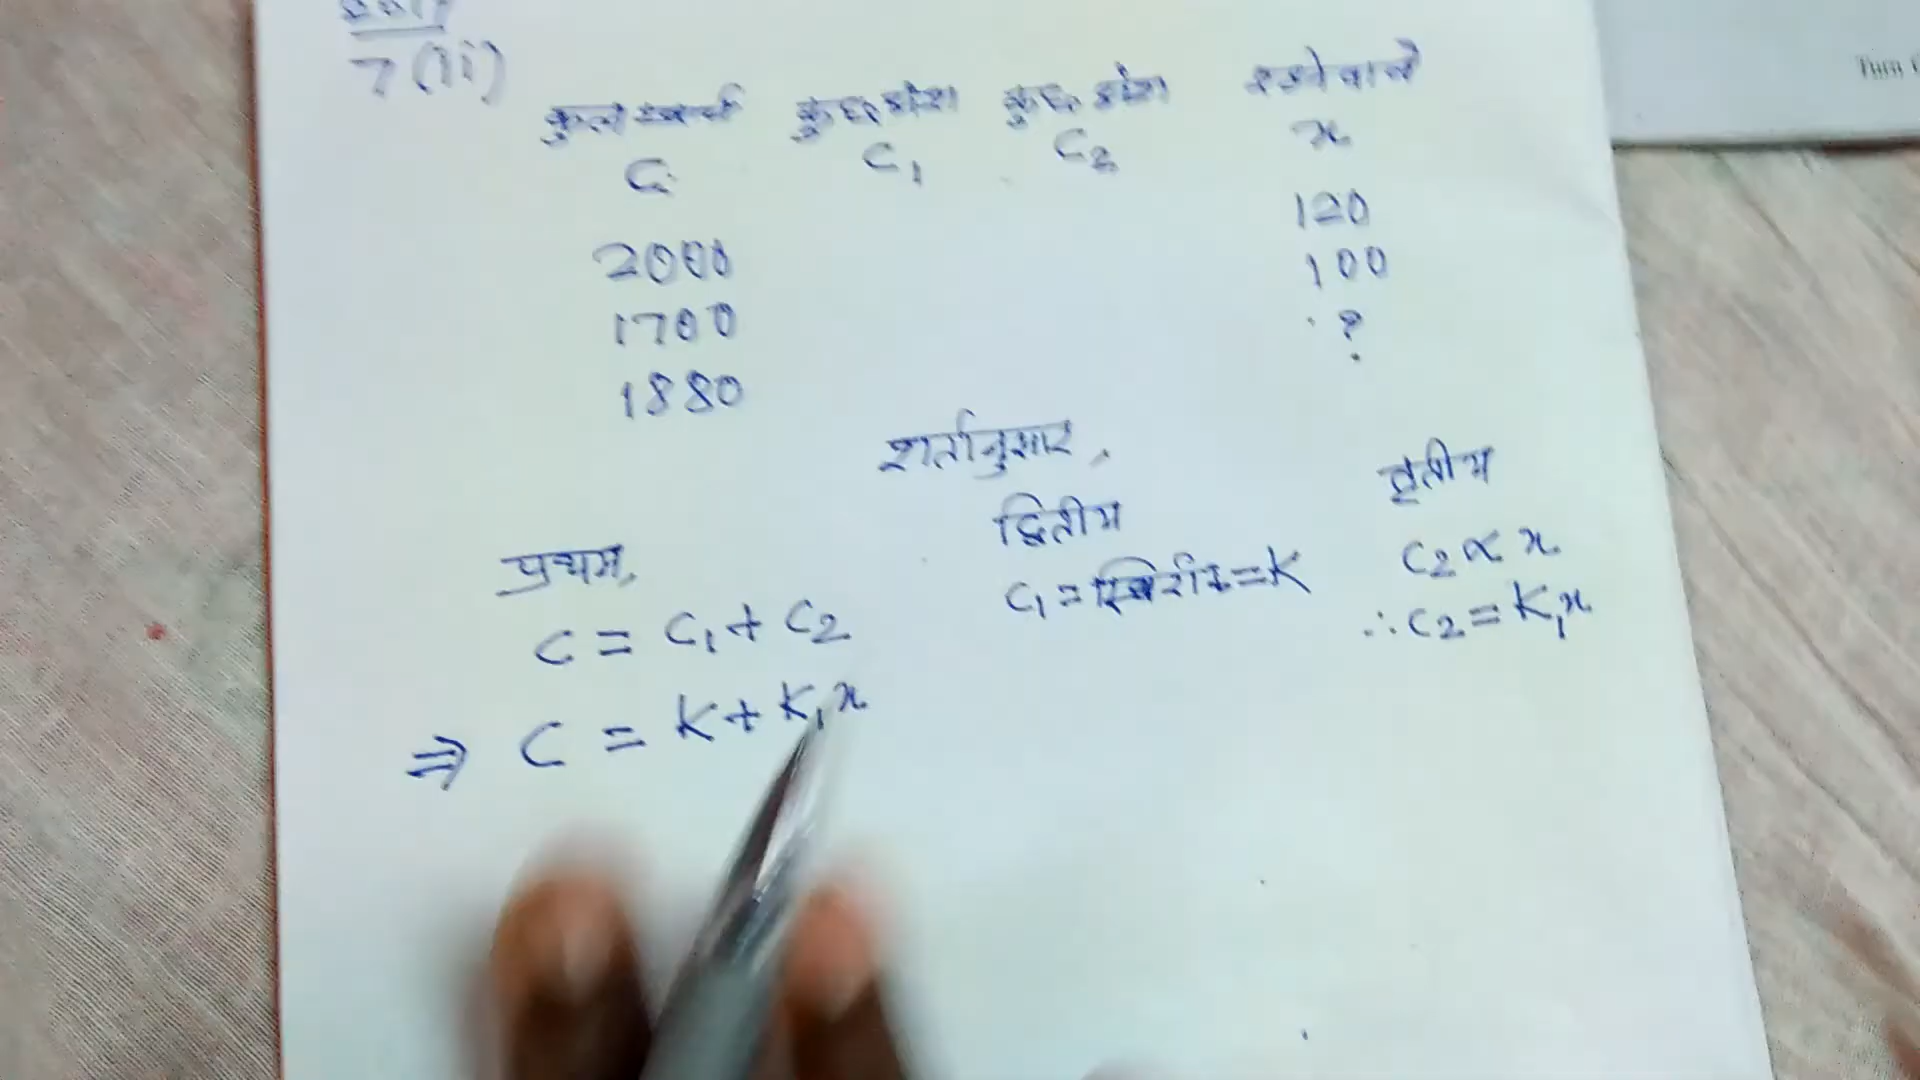 7(ii)
कुल खर्च कुछ अंश कुछ अंश रहनेवाले
C C₁ C₂ x
120
2000 100
1700 ?
1880
शर्तानुसार,
प्रथम, द्वितीय तृतीय
C = C₁ + C₂ C₁ = स्थिरांक = K C₂ ∝ x
∴ C₂ = K₁x
⇒ C = K + K₁x